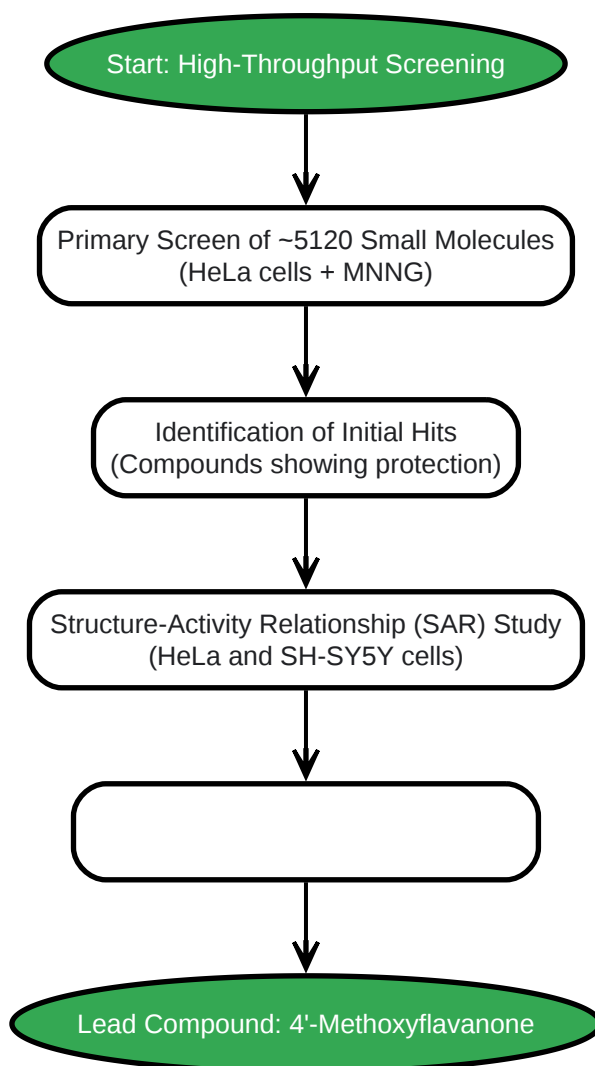 Start: High-Throughput Screening
Primary Screen of ~5120 Small Molecules
(HeLa cells + MNNG)
Identification of Initial Hits
(Compounds showing protection)
Structure-Activity Relationship (SAR) Study
(HeLa and SH-SY5Y cells)
Lead Compound: 4'-Methoxyflavanone